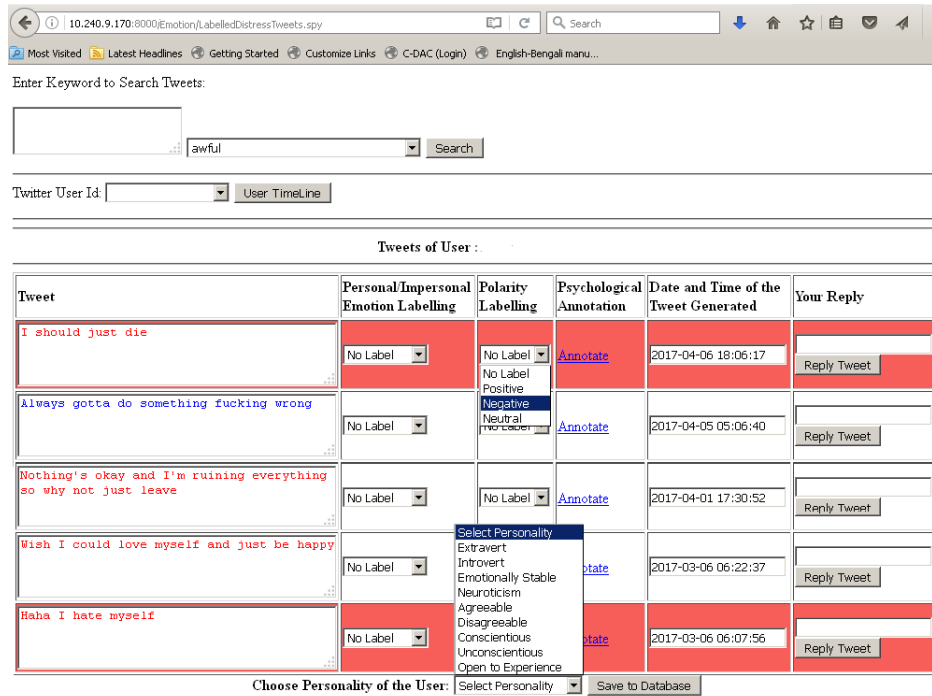 10.240.9.170:8000/Emotion/LabelledDistressTweets.spy
Search
Most Visited Latest Headlines Getting Started Customize Links C-DAC (Login) English-Bengali manu...
Enter Keyword to Search Tweets:
awful Search
Twitter User Id: User TimeLine
Tweets of User :
Tweet Personal/Impersonal Emotion Labelling Polarity Labelling Psychological Annotation Date and Time of the Tweet Generated Your Reply
I should just die
No Label No Label Annotate 2017-04-06 18:06:17 Reply Tweet
No Label
Positive
Negative
Neutral
Always gotta do something fucking wrong
No Label No Label Annotate 2017-04-05 05:06:40 Reply Tweet
Nothing's okay and I'm ruining everything
so why not just leave
No Label No Label Annotate 2017-04-01 17:30:52 Reply Tweet
Wish I could love myself and just be happy
No Label 2017-03-06 06:22:37 Reply Tweet
Haha I hate myself
No Label 2017-03-06 06:07:56 Reply Tweet
Select Personality
Extravert
Introvert
Emotionally Stable
Neuroticism
Agreeable
Disagreeable
Conscientious
Unconscientious
Open to Experience
Choose Personality of the User: Select Personality Save to Database